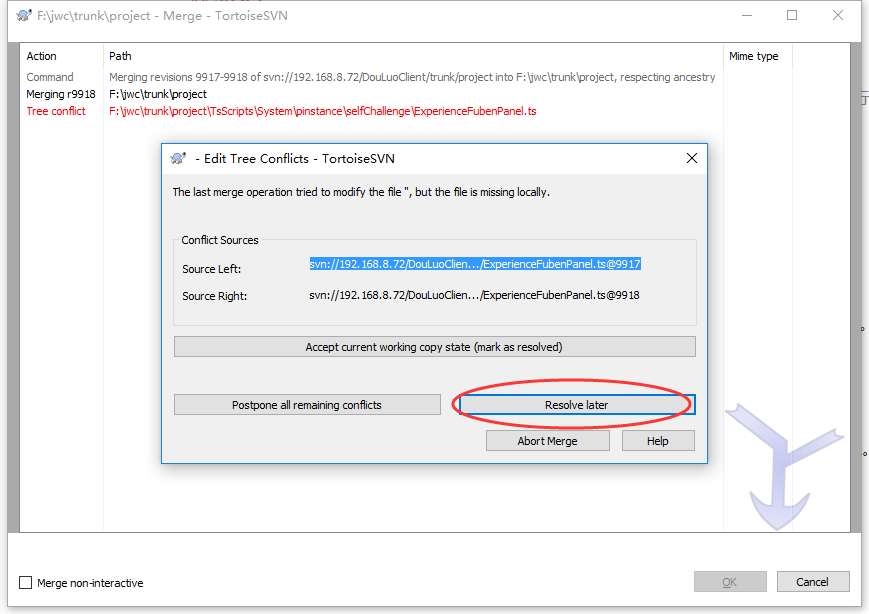 F:\jwc\trunk\project - Merge - TortoiseSVN
Action Path Mime type
Command Merging revisions 9917-9918 of svn://192.168.8.72/DouLuoClient/trunk/project into F:\jwc\trunk\project, respecting ancestry
Merging r9918 F:\jwc\trunk\project
Tree conflict F:\jwc\trunk\project\TsScripts\System\pinstance\selfChallenge\ExperienceFubenPanel.ts
- Edit Tree Conflicts - TortoiseSVN
The last merge operation tried to modify the file '', but the file is missing locally.
Conflict Sources
Source Left: svn://192.168.8.72/DouLuoClien.../ExperienceFubenPanel.ts@9917
Source Right: svn://192.168.8.72/DouLuoClien.../ExperienceFubenPanel.ts@9918
Accept current working copy state (mark as resolved)
Postpone all remaining conflicts Resolve later
Abort Merge Help
Merge non-interactive OK Cancel